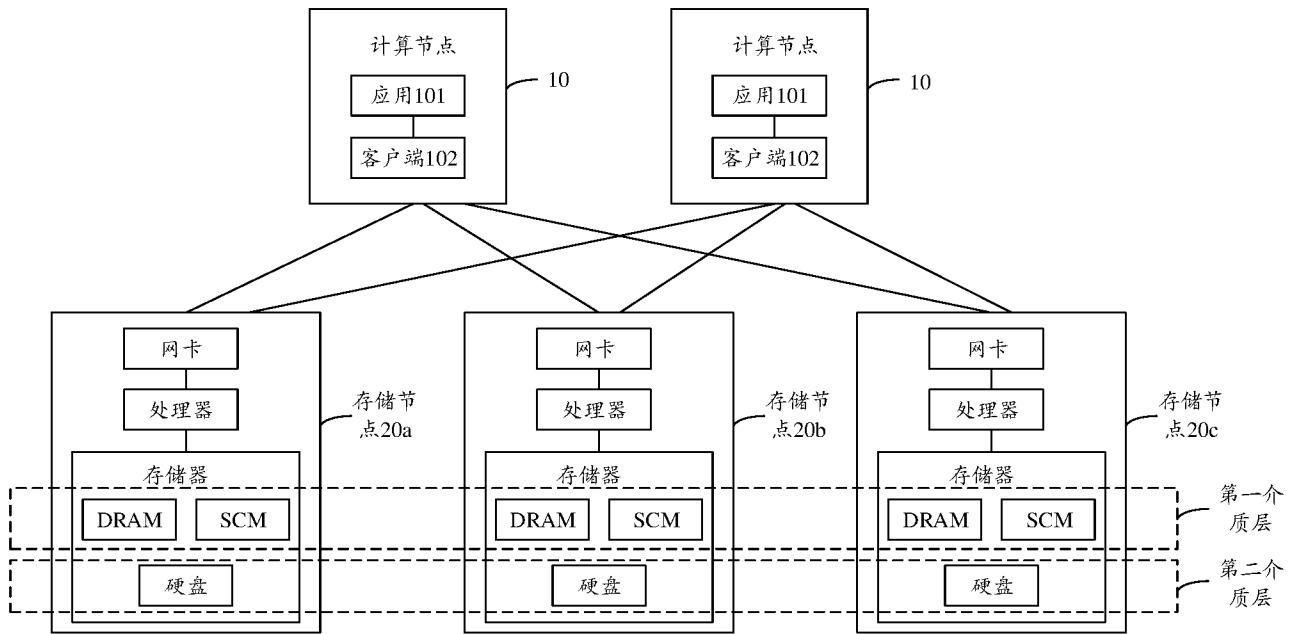 计算节点
应用101
客户端102
10
计算节点
应用101
客户端102
10
网卡
处理器
存储器
DRAM
SCM
硬盘
存储节
点20a
网卡
处理器
存储器
DRAM
SCM
硬盘
存储节
点20b
网卡
处理器
存储器
DRAM
SCM
硬盘
存储节
点20c
第一介
质层
第二介
质层